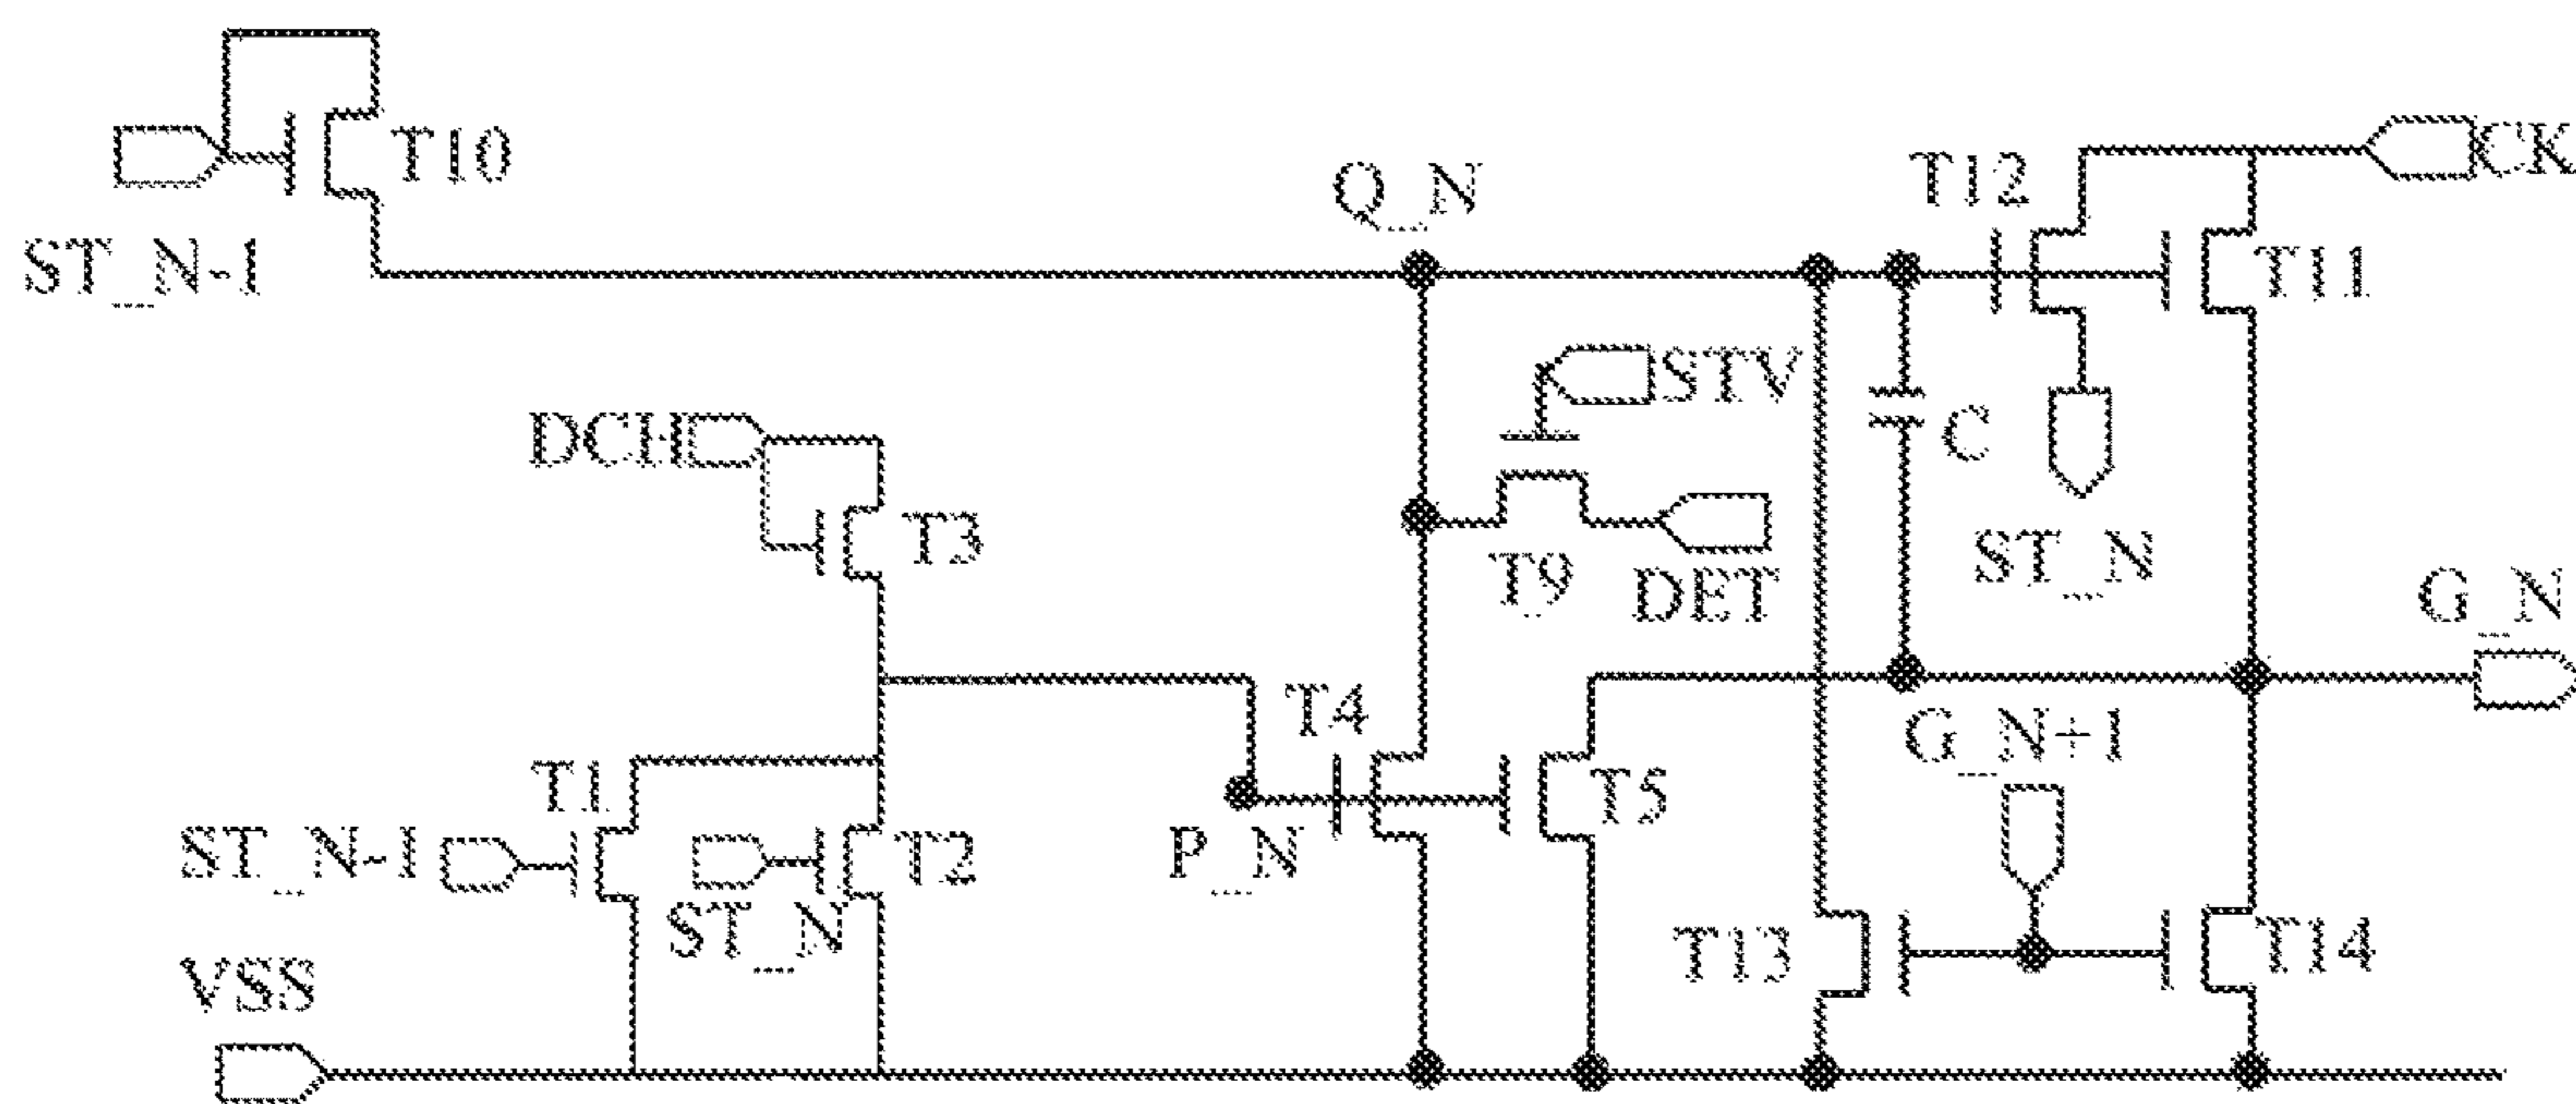 T10
ST_N-1
Q_N
T12
CK
T11
STV
DCH
C
T3
ST_N
T9
DET
G_N
T4
G_N+1
T1
T5
ST_N-1
T2
P_N
ST_N
T13
T14
VSS